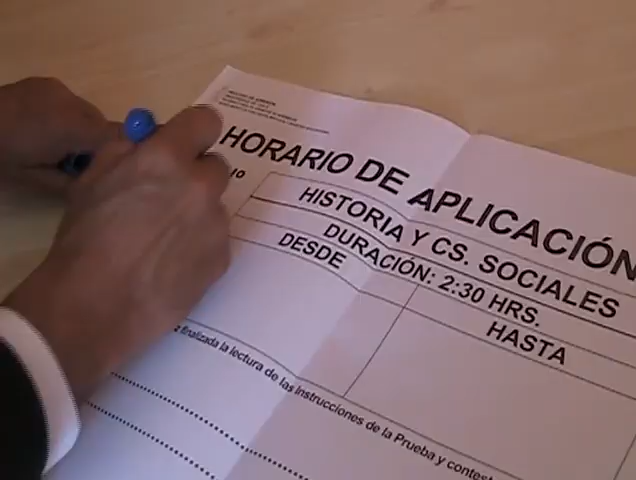 HORARIO DE APLICACIÓN
HISTORIA Y CS. SOCIALES
DURACIÓN: 2:30 HRS.
DESDE
HASTA
finalizada la lectura de las instrucciones de la Prueba y